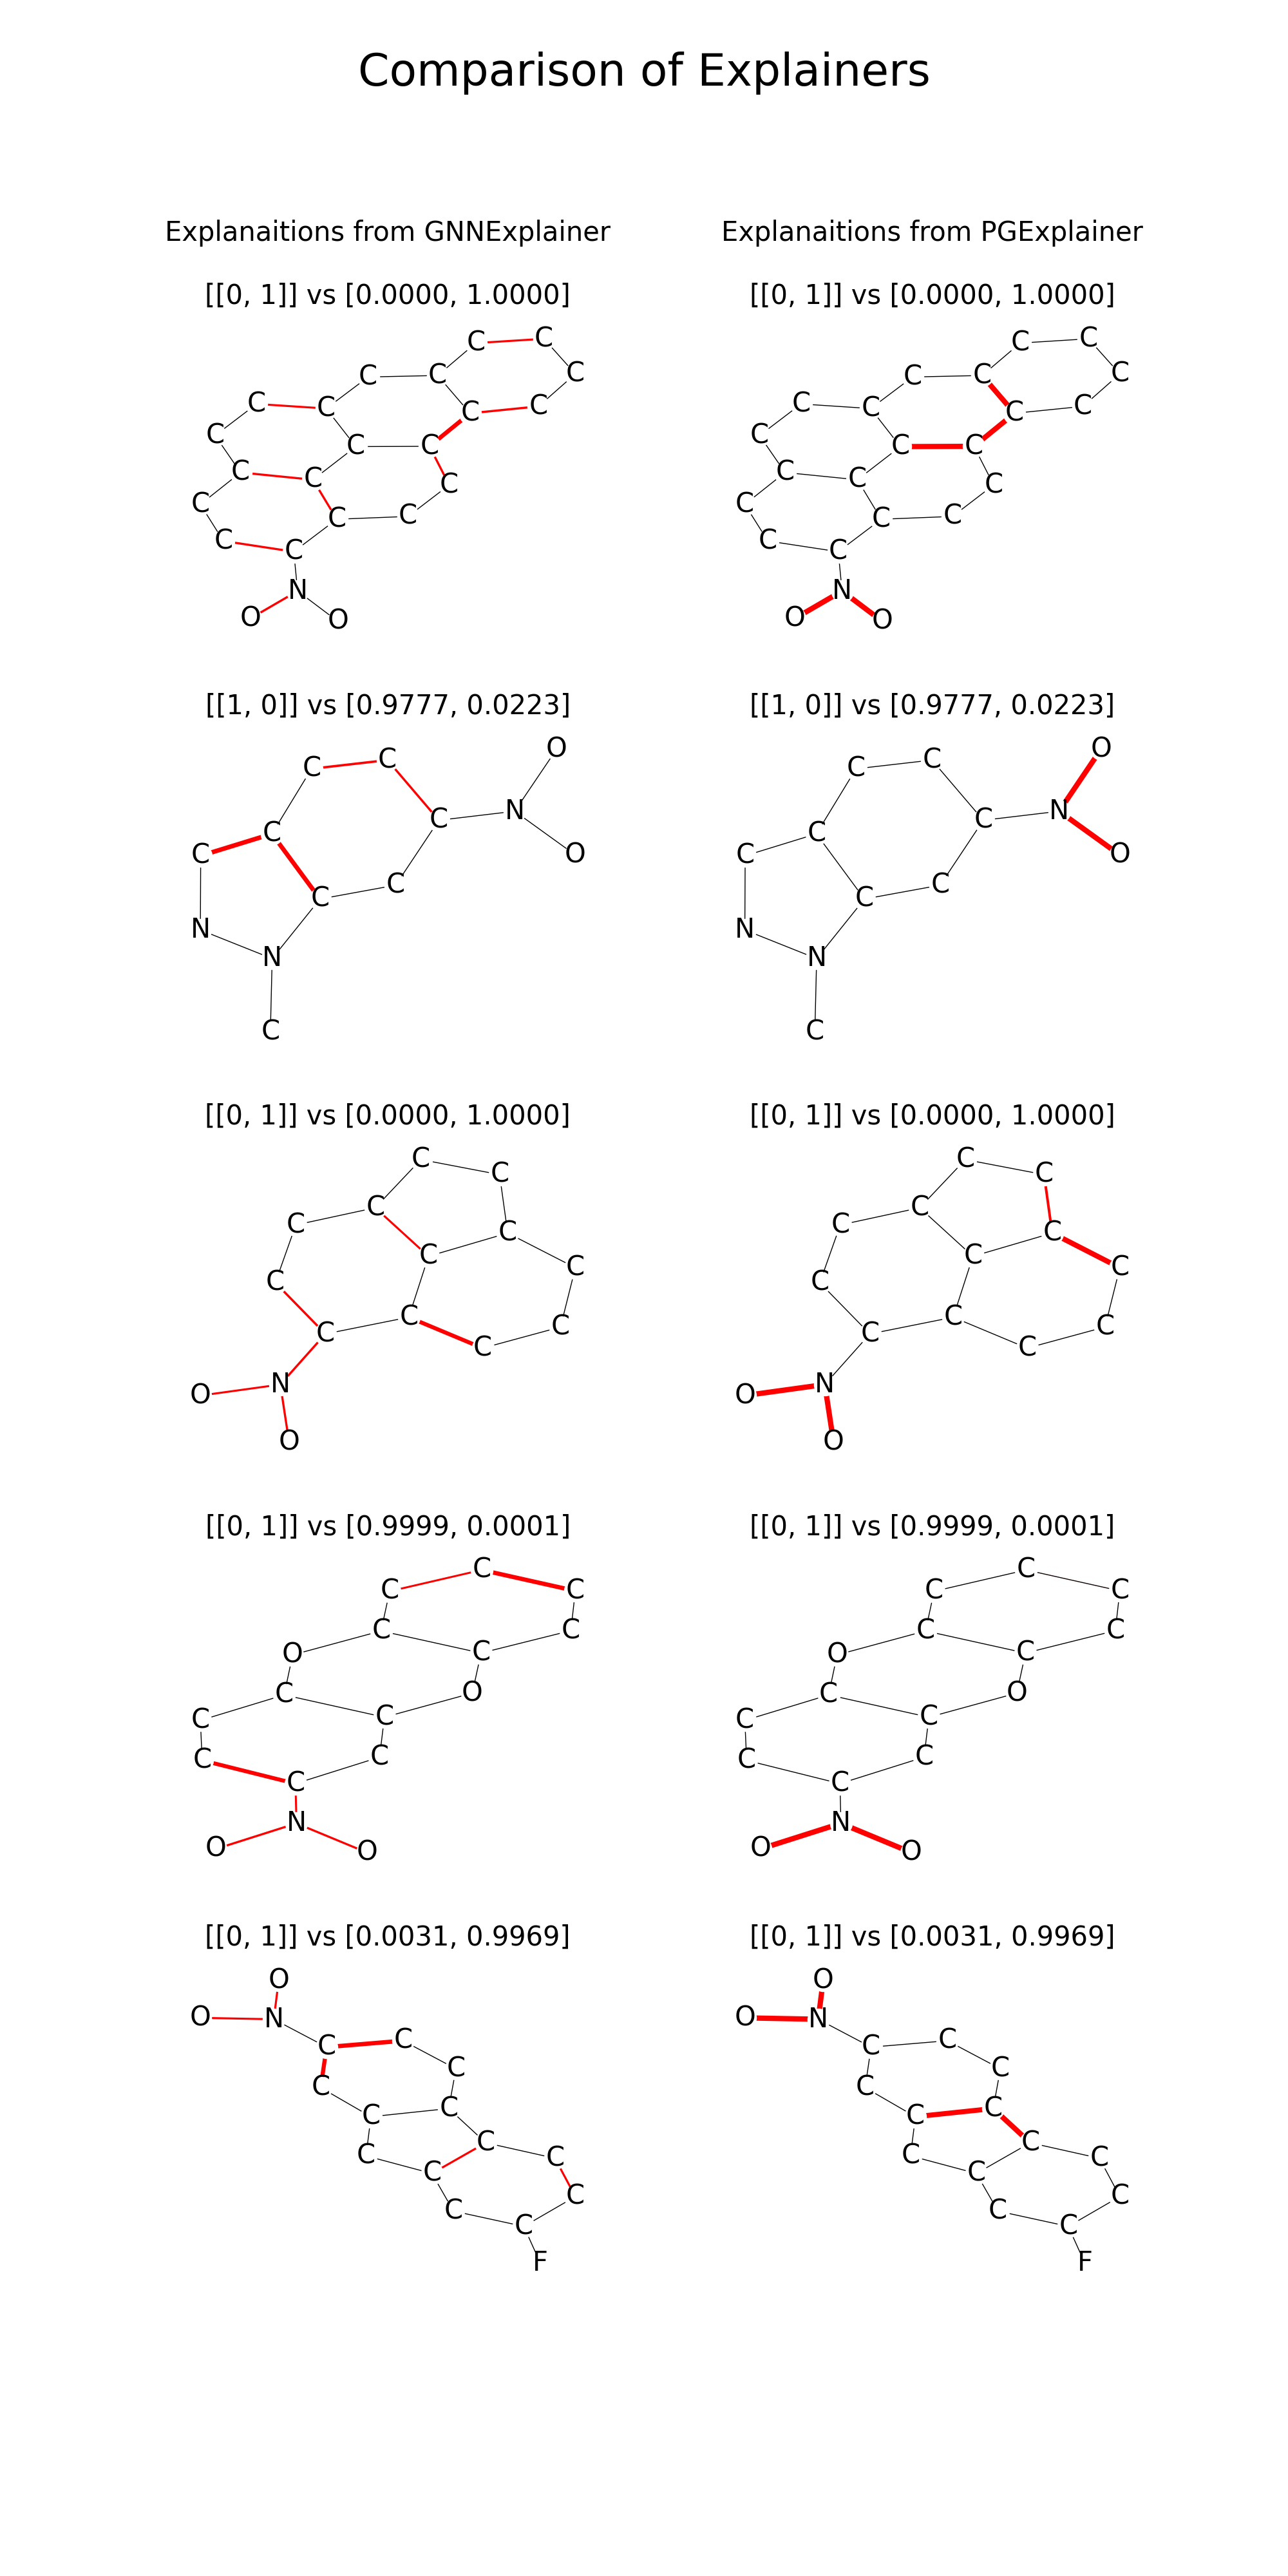 Comparison of Explainers
Explanaitions from GNNExplainer
Explanaitions from PGExplainer
[[0, 1]] vs [0.0000, 1.0000]
C C
C C C
C C C C
C C C
C C C
C C C
C C
N
O O
[[0, 1]] vs [0.0000, 1.0000]
C C
C C C
C C C C
C C C
C C C
C C C
C C
N
O O
[[1, 0]] vs [0.9777, 0.0223]
O
C C
C N
C
C O
C C
N
N
C
[[1, 0]] vs [0.9777, 0.0223]
O
C C
C N
C
C O
C C
N
N
C
[[0, 1]] vs [0.0000, 1.0000]
C
C
C
C C
C
C C
C C
C C
N
O
O
[[0, 1]] vs [0.0000, 1.0000]
C
C
C
C C
C
C C
C C
C C
N
O
O
[[0, 1]] vs [0.9999, 0.0001]
C
C C
C C
O C
C O
C C
C C
C
N
O O
[[0, 1]] vs [0.9999, 0.0001]
C
C C
C C
O C
C O
C C
C C
C
N
O O
[[0, 1]] vs [0.0031, 0.9969]
O
O N
C C
C C
C C
C
C C C
C C
C
F
[[0, 1]] vs [0.0031, 0.9969]
O
O N
C C
C C
C C
C
C C C
C C
C
F